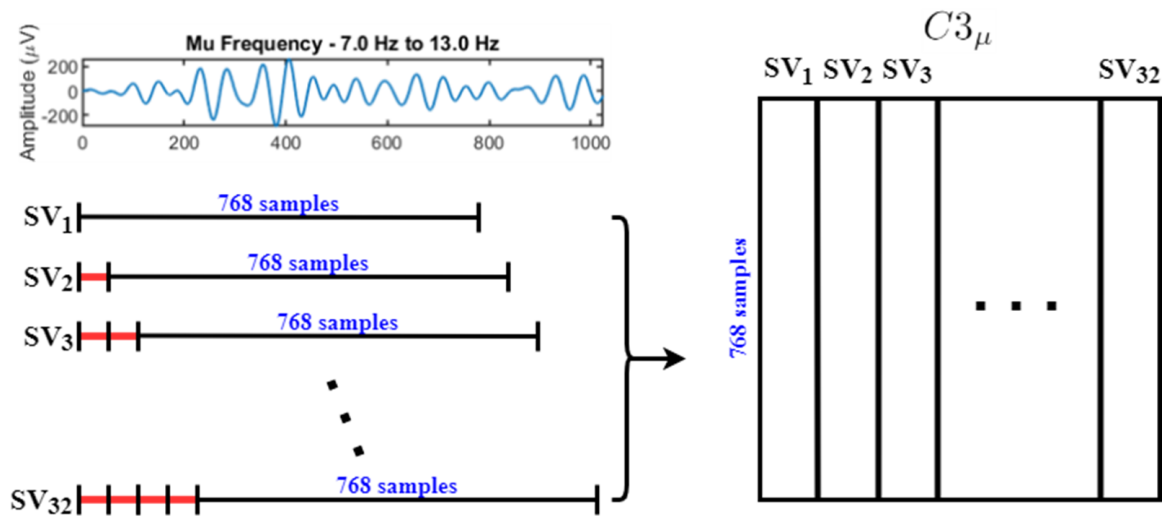 Mu Frequency - 7.0 Hz to 13.0 Hz
Amplitude (μV)
200
0
-200
0 200 400 600 800 1000
SV1 768 samples
SV2 768 samples
SV3 768 samples
SV32 768 samples
C3μ
SV1 SV2 SV3 SV32
768 samples
. . .